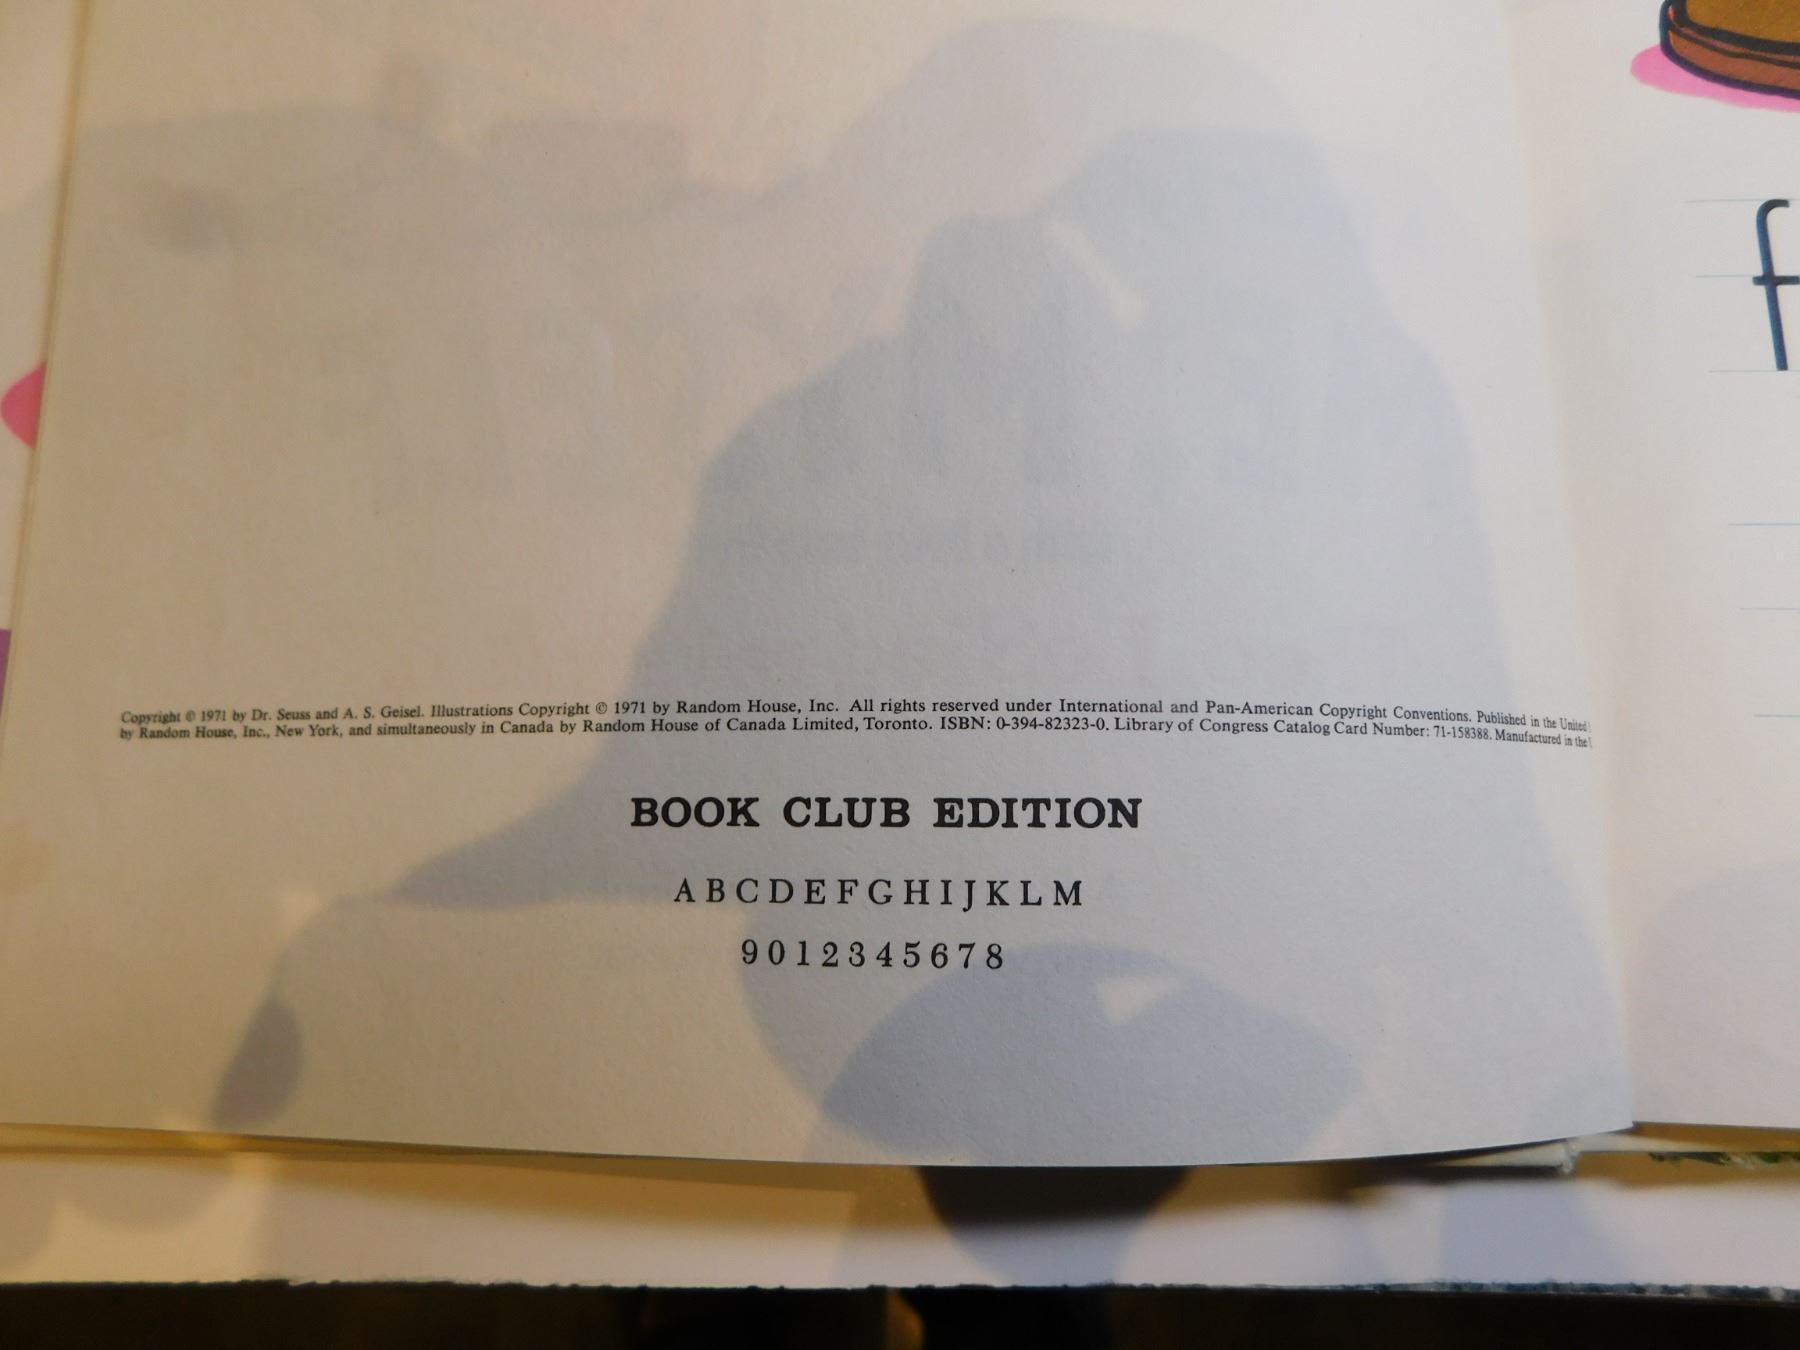 Copyright © 1971 by Dr. Seuss and A. S. Geisel. Illustrations Copyright © 1971 by Random House, Inc. All rights reserved under International and Pan-American Copyright Conventions. Published in the United
by Random House, Inc., New York, and simultaneously in Canada by Random House of Canada Limited, Toronto. ISBN: 0-394-82323-0. Library of Congress Catalog Card Number: 71-158388. Manufactured in the
BOOK CLUB EDITION
A B C D E F G H I J K L M
9 0 1 2 3 4 5 6 7 8
f